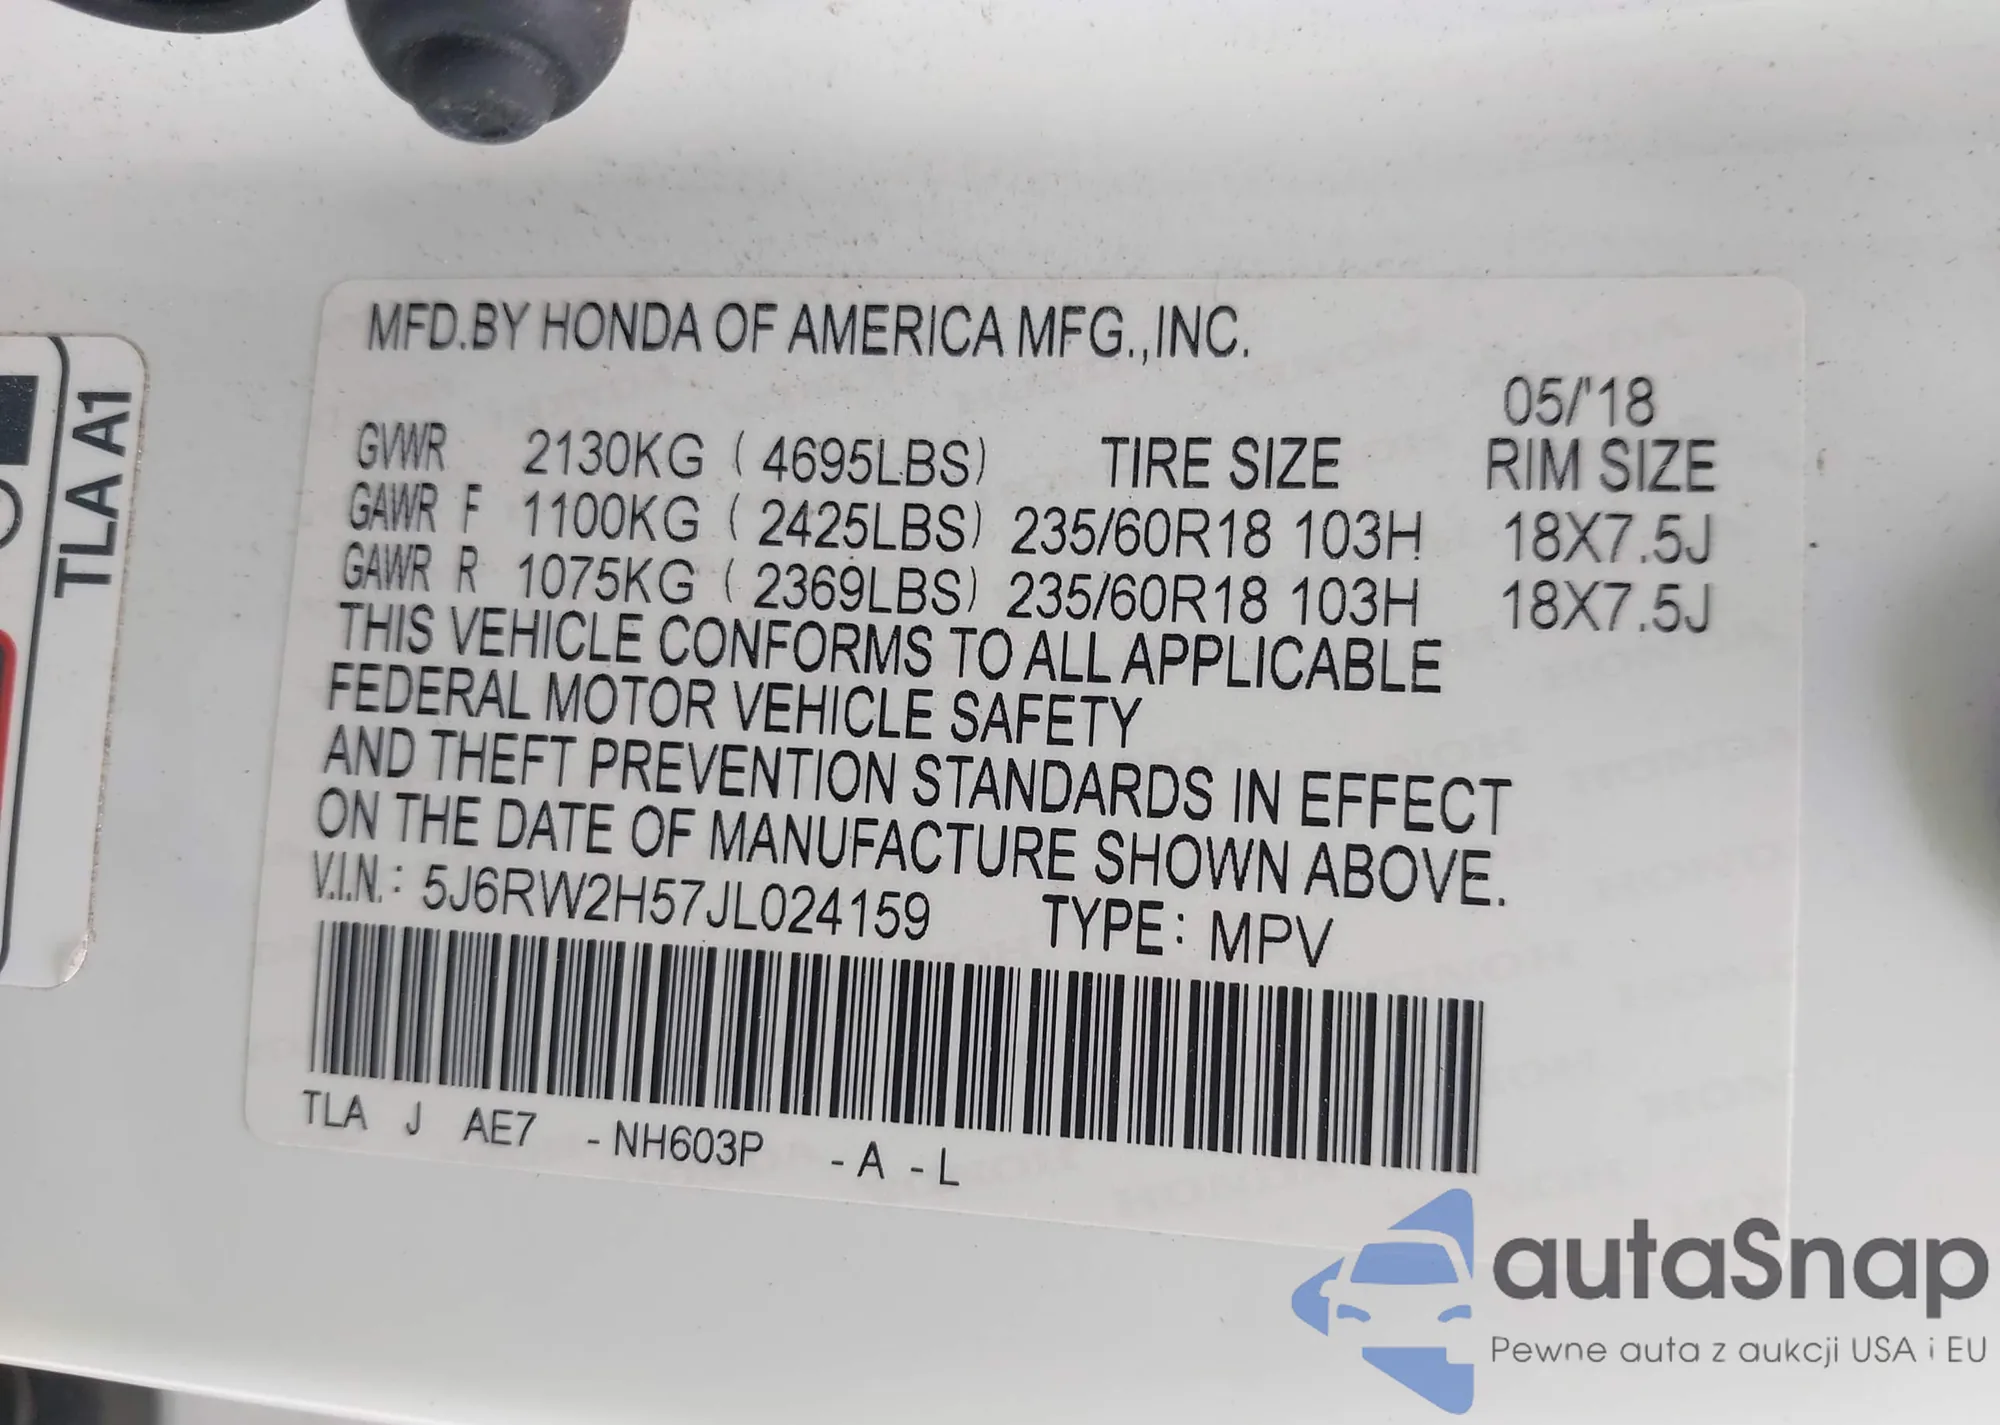 MFD.BY HONDA OF AMERICA MFG.,INC.
05/'18
GVWR 2130KG (4695LBS) TIRE SIZE RIM SIZE
GAWR F 1100KG (2425LBS) 235/60R18 103H 18X7.5J
GAWR R 1075KG (2369LBS) 235/60R18 103H 18X7.5J
THIS VEHICLE CONFORMS TO ALL APPLICABLE
FEDERAL MOTOR VEHICLE SAFETY
AND THEFT PREVENTION STANDARDS IN EFFECT
ON THE DATE OF MANUFACTURE SHOWN ABOVE.
V.I.N.: 5J6RW2H57JL024159 TYPE: MPV
TLA J AE7 -NH603P -A -L
TLA A1
autaSnap
Pewne auta z aukcji USA i EU